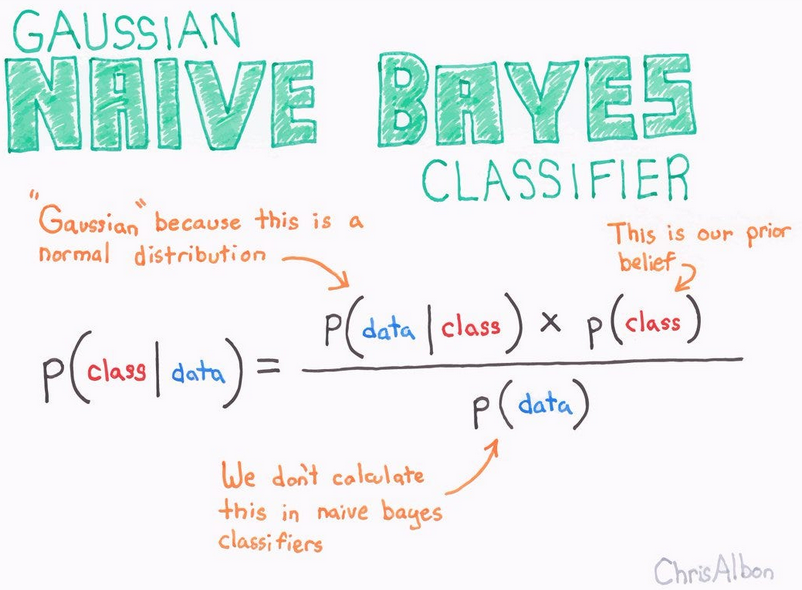 GAUSSIAN
NAIVE BAYES
CLASSIFIER
"Gaussian" because this is a
normal distribution
This is our prior
belief
P(class|data) = P(data|class) × P(class)
P(data)
We don't calculate
this in naive bayes
classifiers
ChrisAlbon